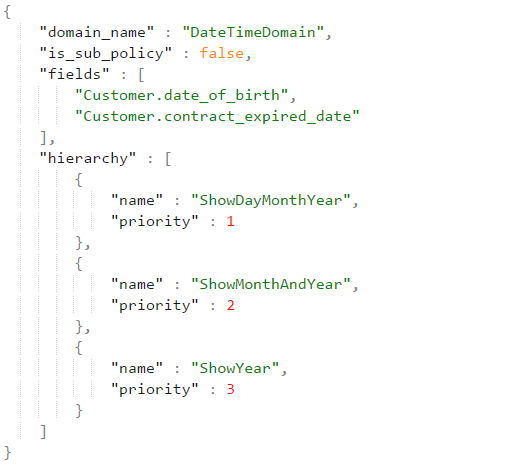 {
    "domain_name" : "DateTimeDomain",
    "is_sub_policy" : false,
    "fields" : [
        "Customer.date_of_birth",
        "Customer.contract_expired_date"
    ],
    "hierarchy" : [
        {
            "name" : "ShowDayMonthYear",
            "priority" : 1
        },
        {
            "name" : "ShowMonthAndYear",
            "priority" : 2
        },
        {
            "name" : "ShowYear",
            "priority" : 3
        }
    ]
}